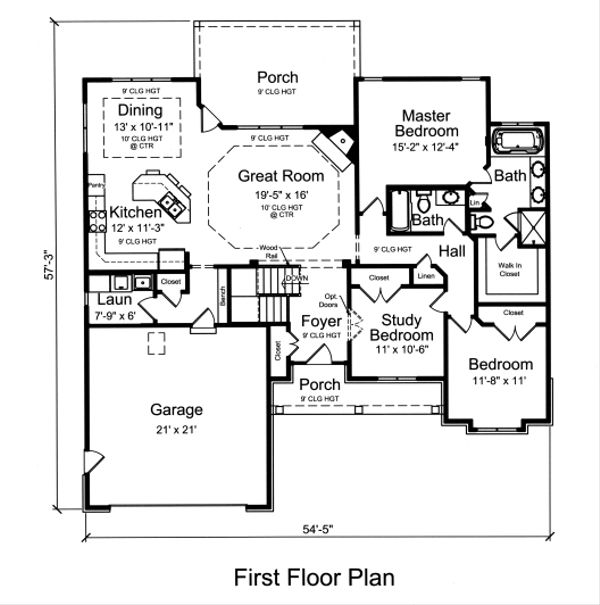 Porch
9' CLG HGT
9' CLG HGT
Dining
13' x 10'-11"
10' CLG HGT
@ CTR
9' CLG HGT
Great Room
19'-5" x 16'
10' CLG HGT
@ CTR
Master
Bedroom
15'-2" x 12'-4"
Bath
Lin
Pantry
Kitchen
12' x 11'-3"
9' CLG HGT
Bath
9' CLG HGT
Hall
Walk In
Closet
Wood
Rail
DOWN
Closet
Linen
Closet
Laun
7'-9" x 6'
Bench
Opt.
Doors
Foyer
9' CLG HGT
Closet
Study
Bedroom
11' x 10'-6"
Closet
Bedroom
11'-8" x 11'
Porch
9' CLG HGT
Garage
21' x 21'
57'-3"
54'-5"
First Floor Plan